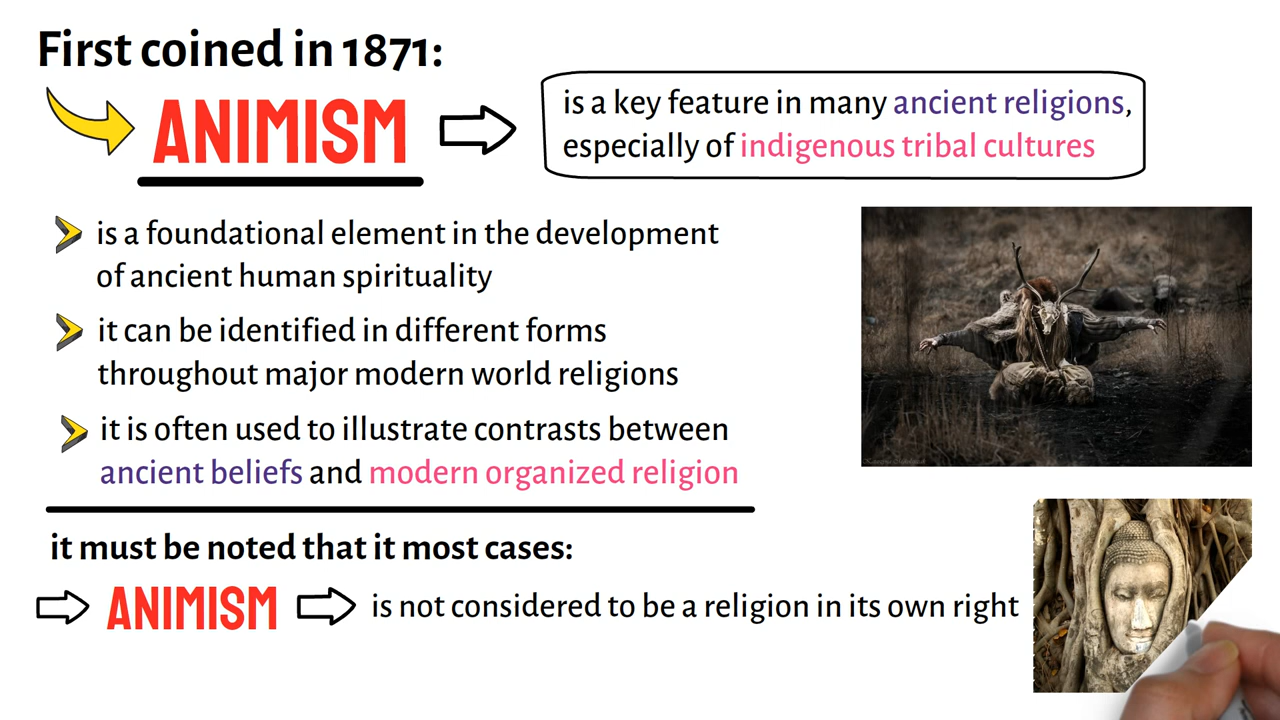 First coined in 1871:
ANIMISM
is a key feature in many ancient religions,
especially of indigenous tribal cultures
is a foundational element in the development
of ancient human spirituality
it can be identified in different forms
throughout major modern world religions
it is often used to illustrate contrasts between
ancient beliefs and modern organized religion
it must be noted that it most cases:
ANIMISM
is not considered to be a religion in its own right